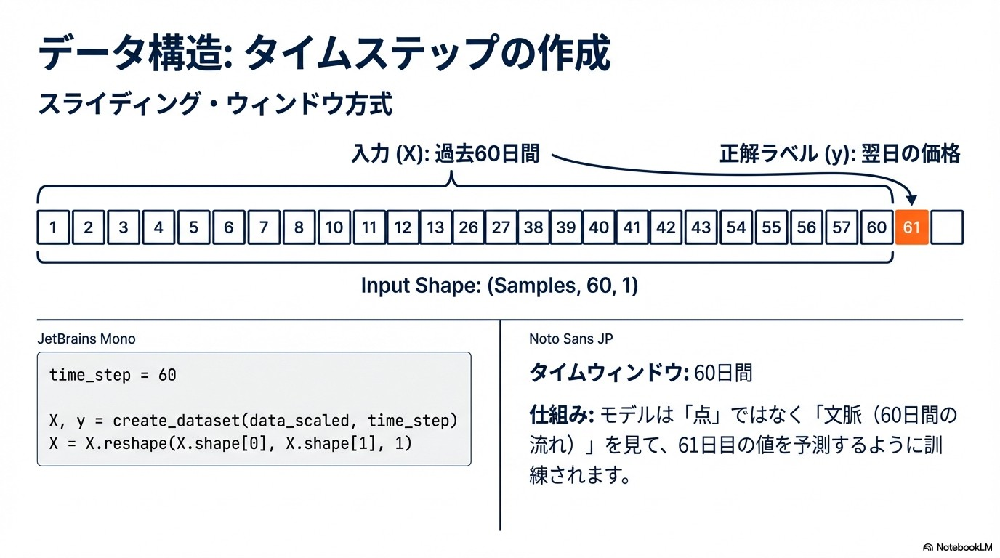 データ構造: タイムステップの作成
スライディング・ウィンドウ方式
入力 (X): 過去60日間
正解ラベル (y): 翌日の価格
1 2 3 4 5 6 7 8 10 11 12 13 26 27 38 39 40 41 42 43 54 55 56 57 60 61
Input Shape: (Samples, 60, 1)
JetBrains Mono
time_step = 60
X, y = create_dataset(data_scaled, time_step)
X = X.reshape(X.shape[0], X.shape[1], 1)
Noto Sans JP
タイムウィンドウ: 60日間
仕組み: モデルは「点」ではなく「文脈（60日間の
流れ）」を見て、61日目の値を予測するように訓
練されます。
NotebookLM